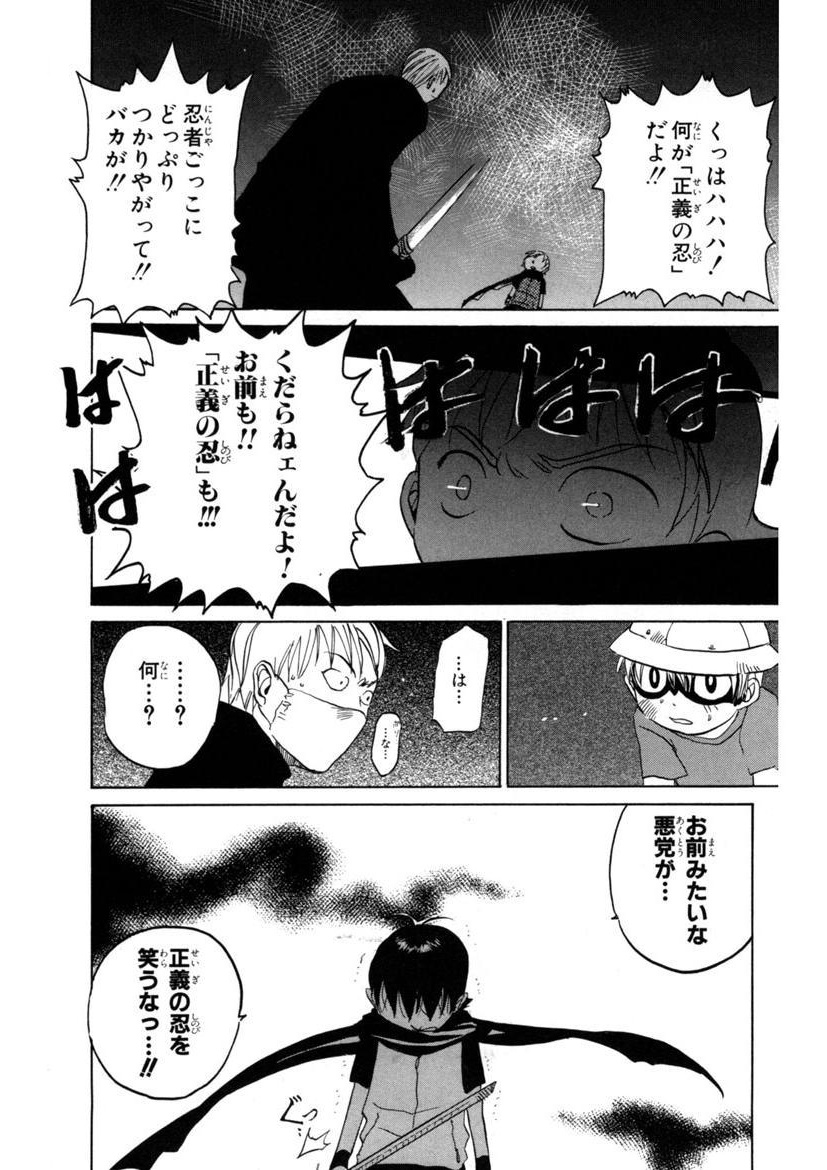 くっはハハハ！
何が「正義の忍」
だよ!!
忍者ごっこに
どっぷり
つかりやがって!!
バカが!!
はははは
は
くだらねェんだよ！
お前も!!
「正義の忍」も!!!
…は…
…な…
……？
何…？
お前みたいな
悪党が…
正義の忍を
笑うなっ…!!
ぐっ